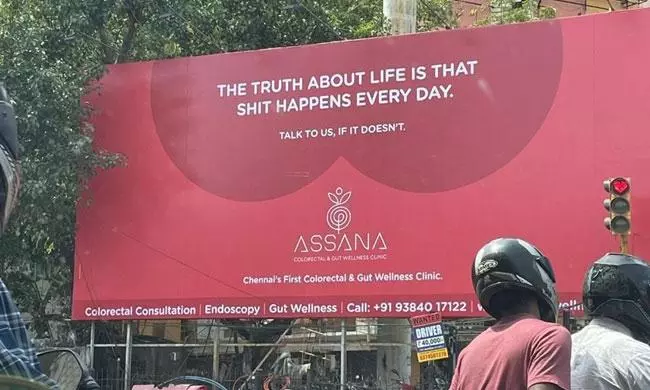 THE TRUTH ABOUT LIFE IS THAT
SHIT HAPPENS EVERY DAY.
TALK TO US, IF IT DOESN'T.
ASSANA
COLORECTAL & GUT WELLNESS CLINIC
Chennai's First Colorectal & Gut Wellness Clinic.
Colorectal Consultation | Endoscopy | Gut Wellness | Call: +91 93840 17122 |
WANTED
DRIVER